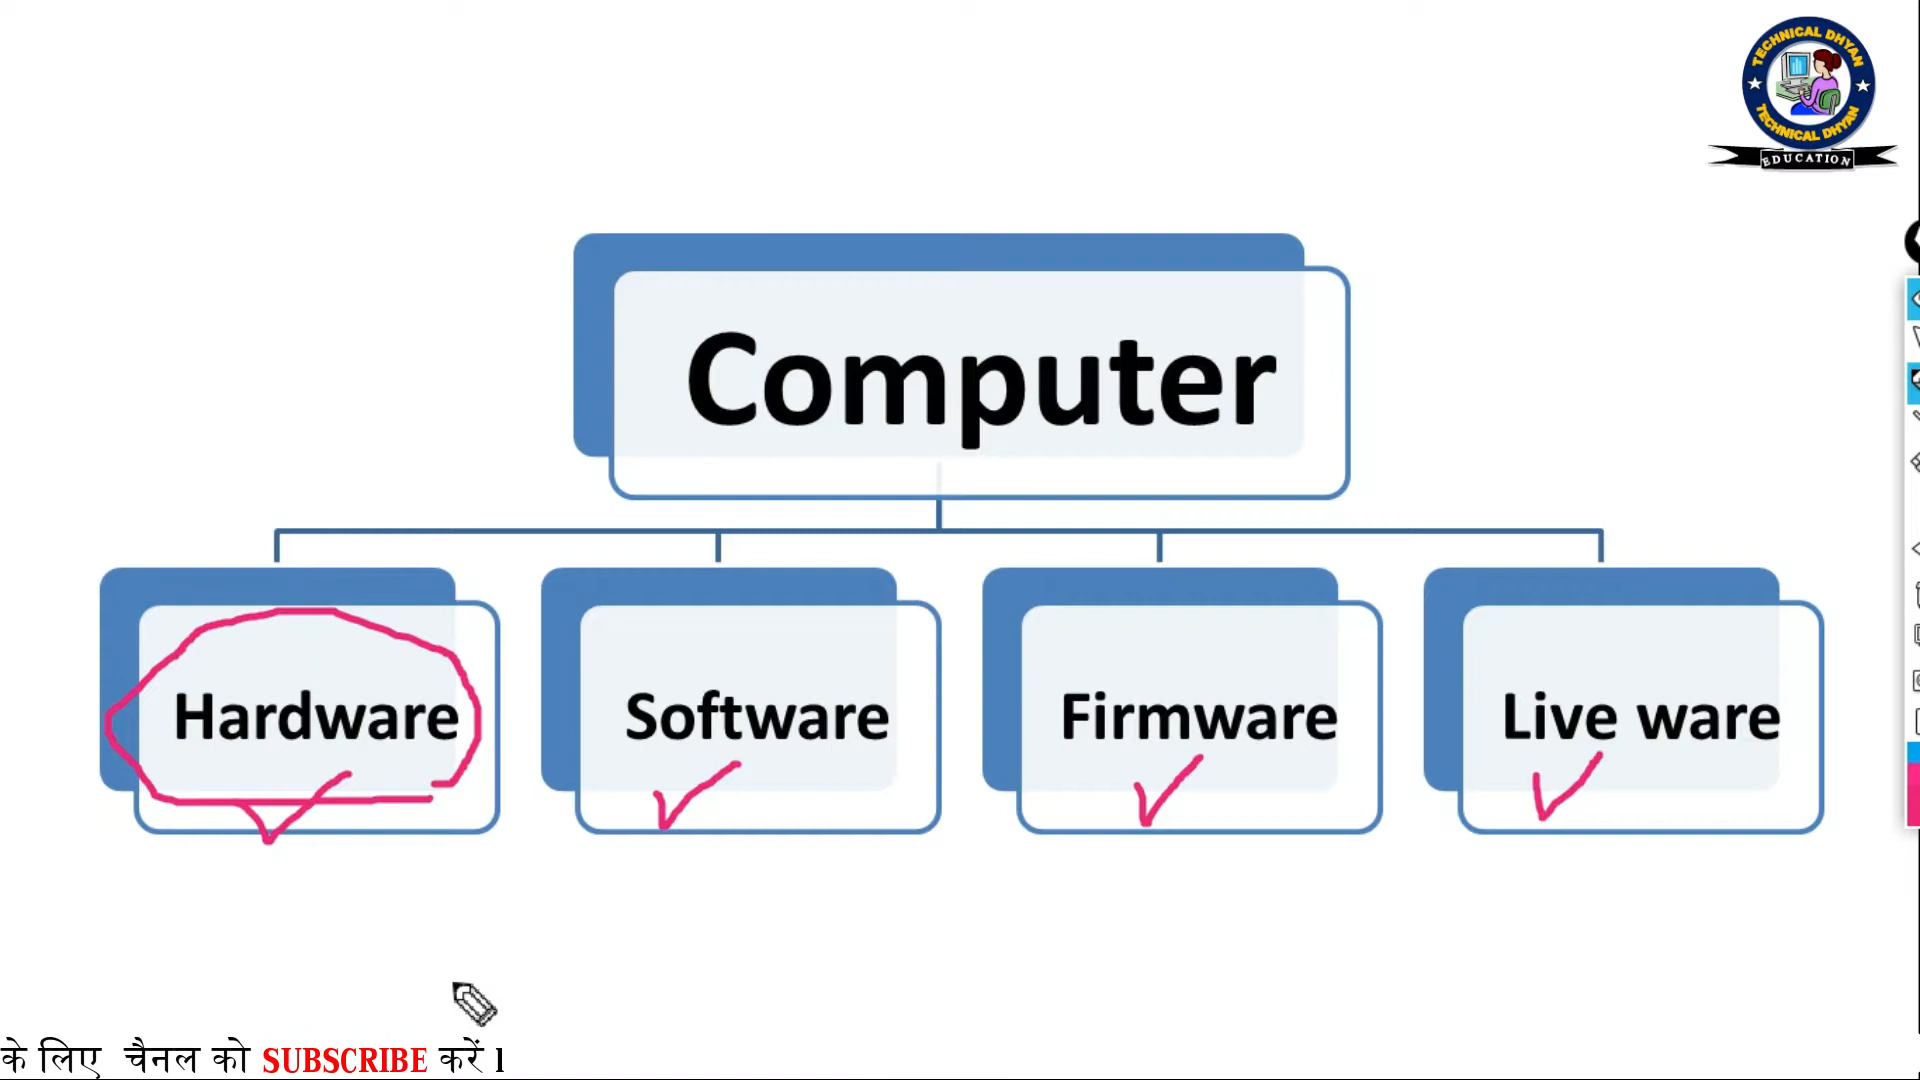 TECHNICAL DHYAN
TECHNICAL DHYAN
EDUCATION
Computer
Hardware
Software
Firmware
Live ware
के लिए चैनल को SUBSCRIBE करें l